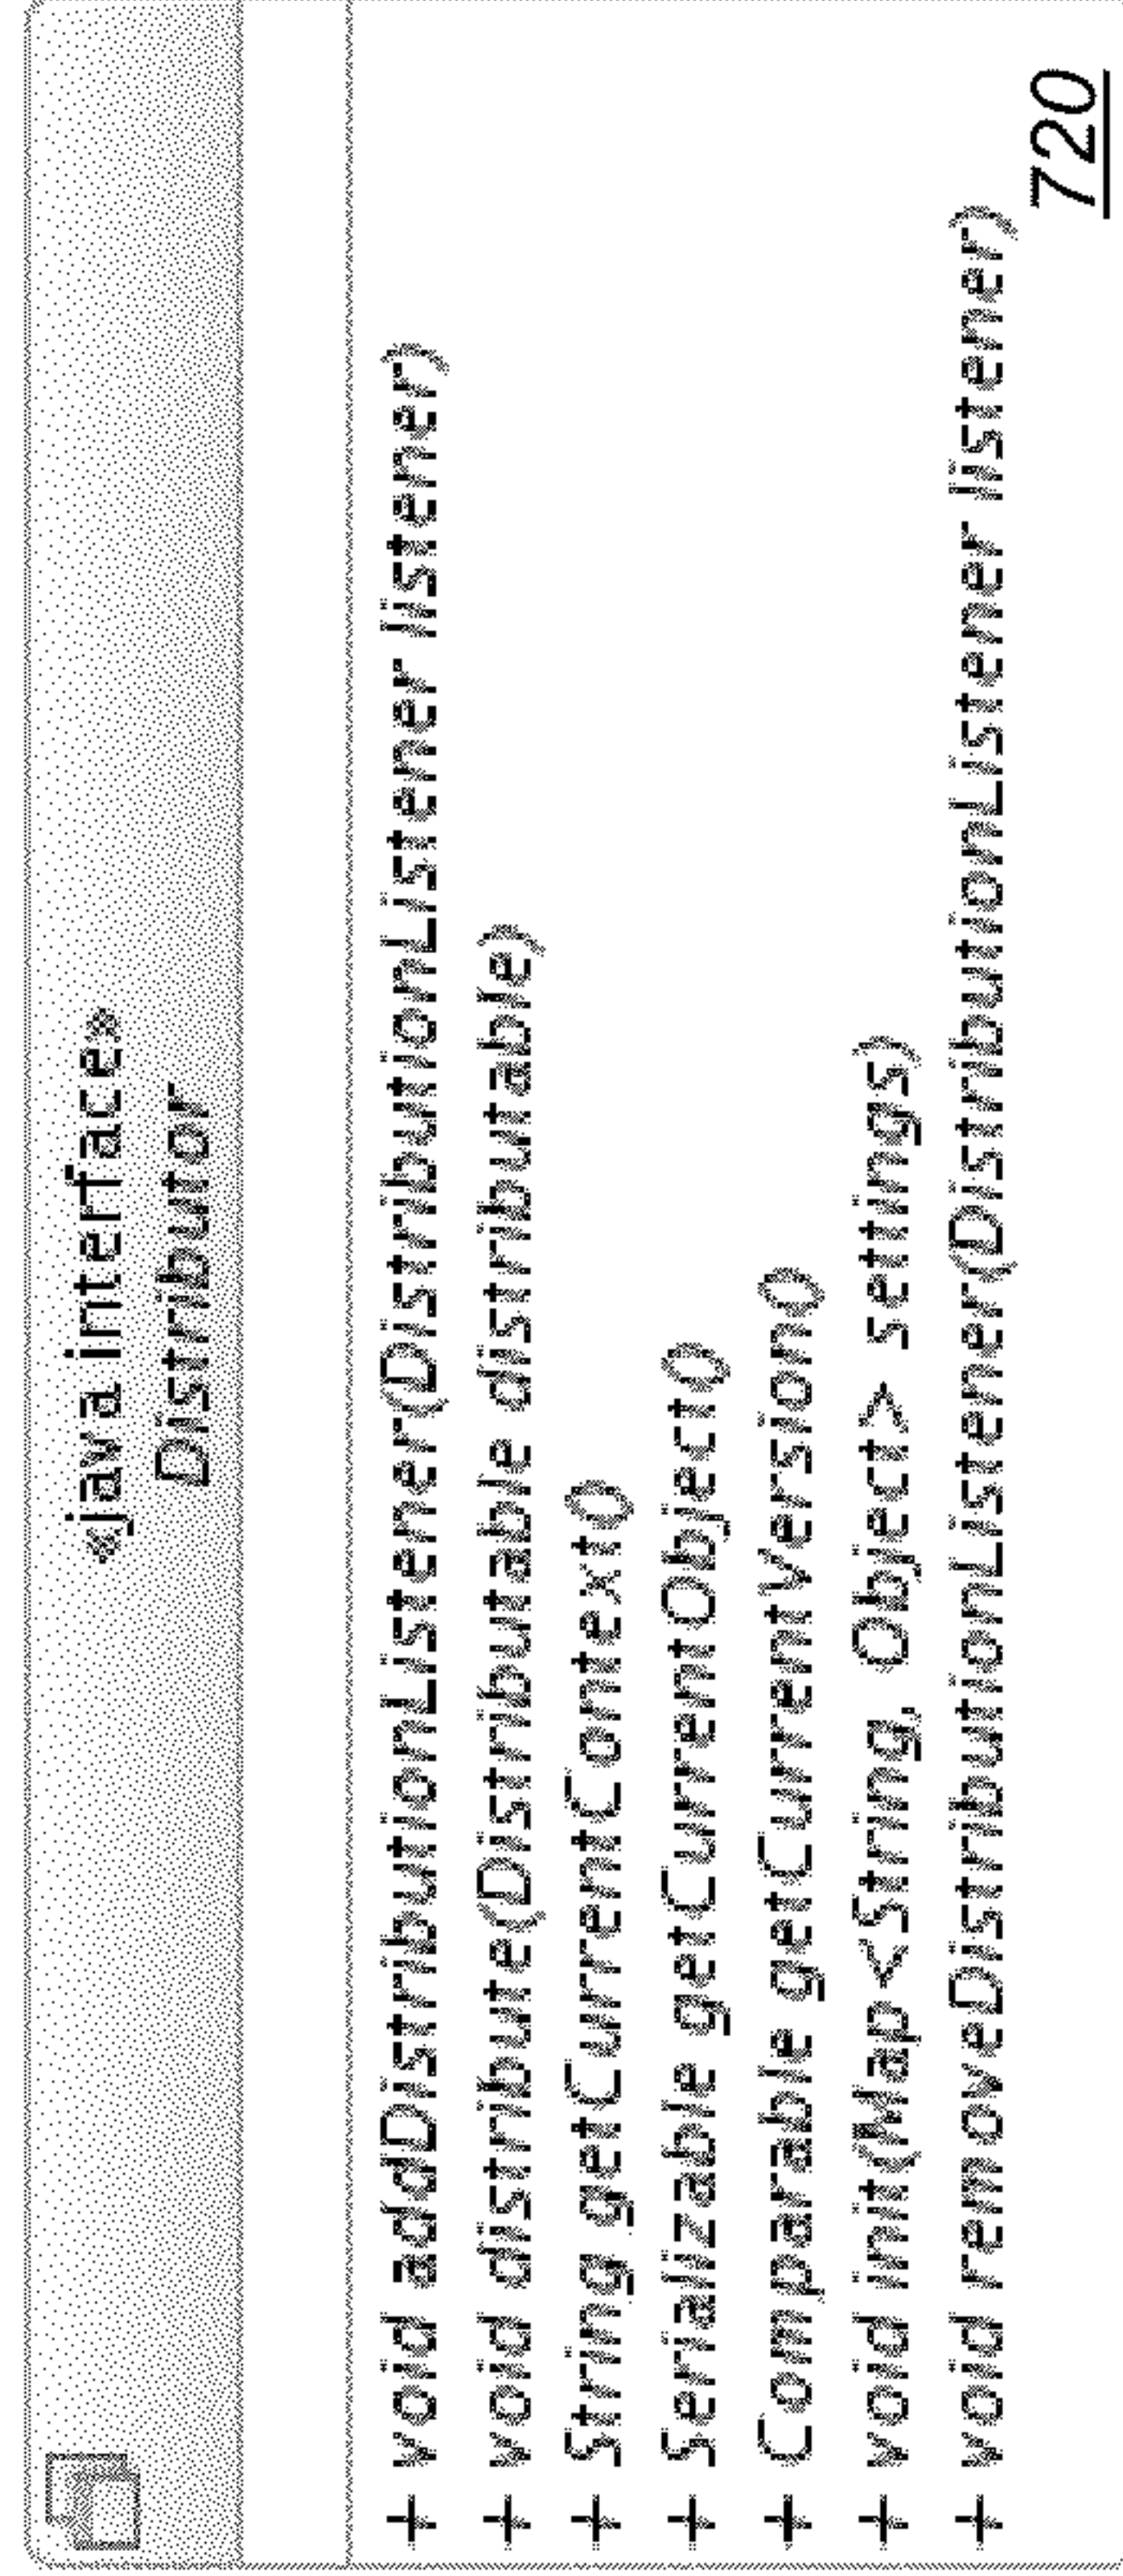 «java interface»
Distributor
+ void addDistributionListener(DistributionListener listener)
+ void distribute(Distributable distributable)
+ String getCurrentContext()
+ Serializable getCurrentObject()
+ Comparable getCurrentVersion()
+ void init(Map<String, Object> settings)
+ void removeDistributionListener(DistributionListener listener)
720